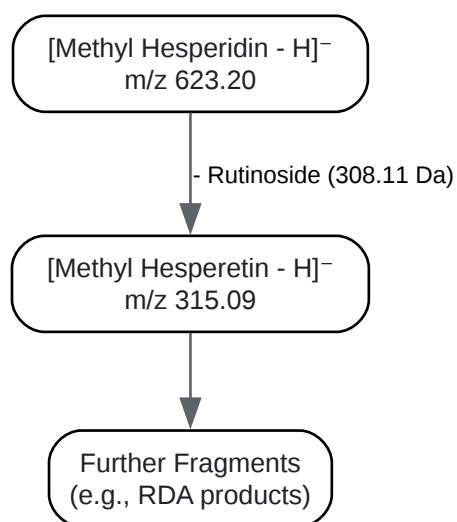 [Methyl Hesperidin - H]⁻
m/z 623.20
- Rutinoside (308.11 Da)
[Methyl Hesperetin - H]⁻
m/z 315.09
Further Fragments
(e.g., RDA products)